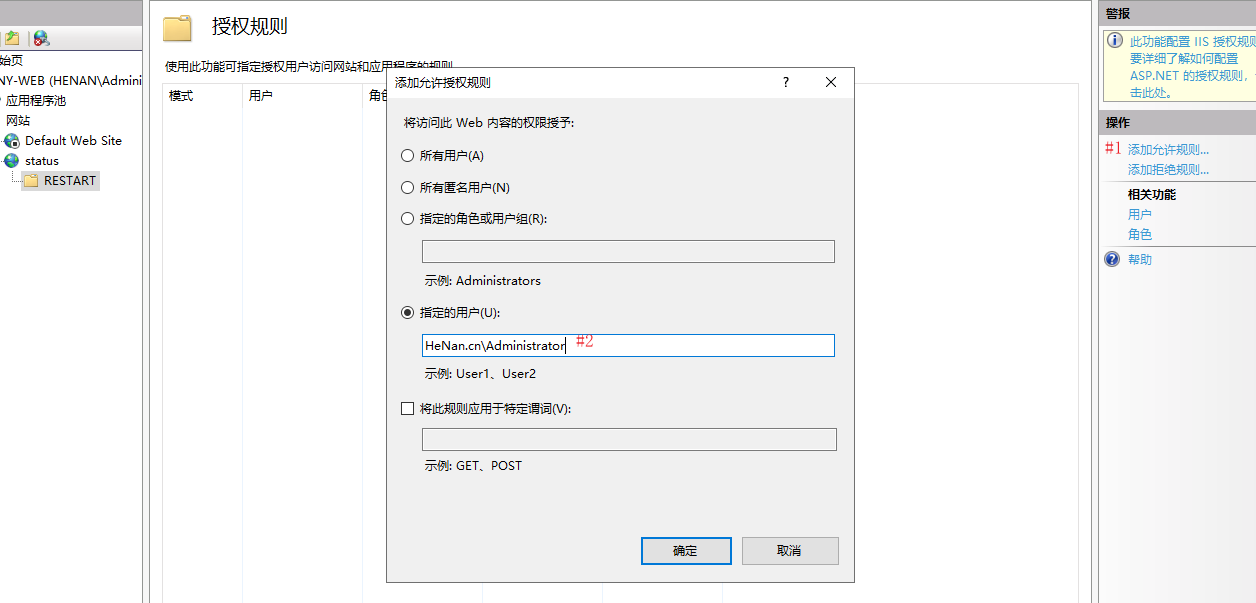 始页
NY-WEB (HENAN\Admini
应用程序池
网站
Default Web Site
status
RESTART
授权规则
使用此功能可指定授权用户访问网站和应用程序的规则
模式
用户
角色
添加允许授权规则
?
将访问此 Web 内容的权限授予:
所有用户(A)
所有匿名用户(N)
指定的角色或用户组(R):
示例: Administrators
指定的用户(U):
HeNan.cn\Administrator #2
示例: User1、User2
将此规则应用于特定谓词(V):
示例: GET、POST
确定
取消
警报
此功能配置 IIS 授权规则
要详细了解如何配置
ASP.NET 的授权规则,
击此处。
操作
#1 添加允许规则...
添加拒绝规则...
相关功能
用户
角色
帮助